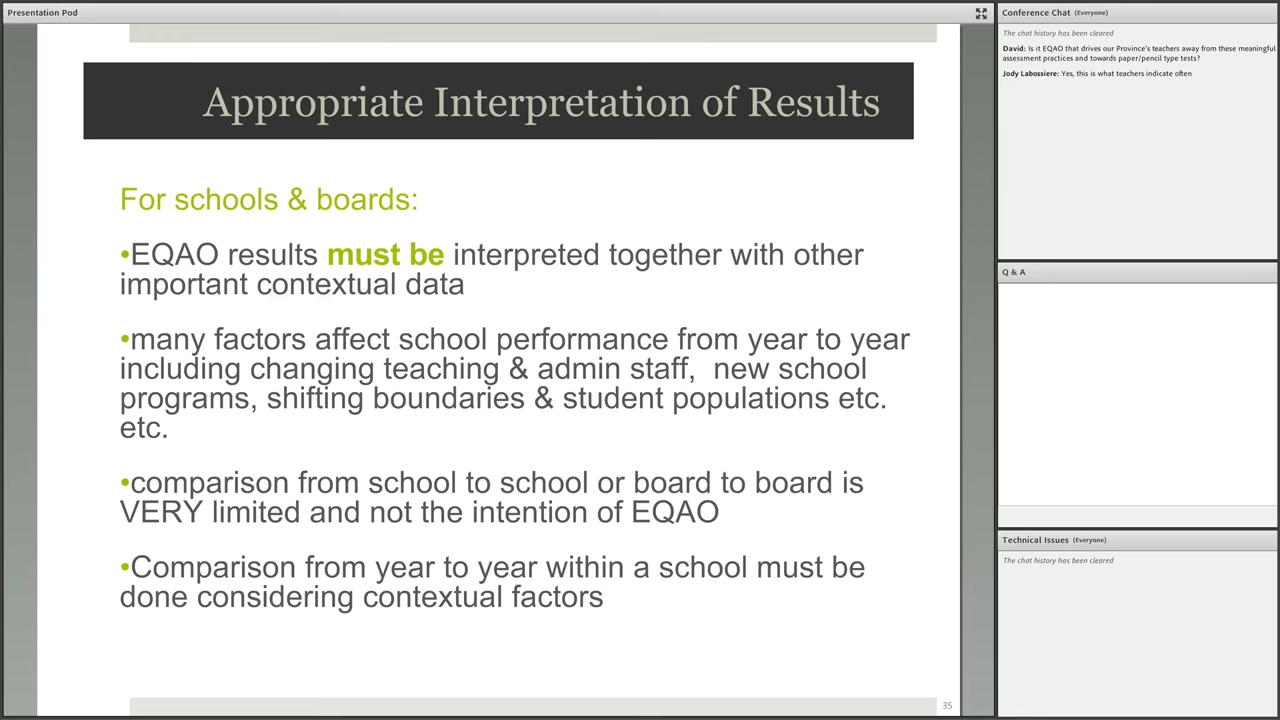 Presentation Pod
Appropriate Interpretation of Results
For schools & boards:
•EQAO results must be interpreted together with other
important contextual data
•many factors affect school performance from year to year
including changing teaching & admin staff,  new school
programs, shifting boundaries & student populations etc.
etc.
•comparison from school to school or board to board is
VERY limited and not the intention of EQAO
•Comparison from year to year within a school must be
done considering contextual factors
35
Conference Chat (Everyone)
The chat history has been cleared
David: Is it EQAO that drives our Province's teachers away from these meaningful
assessment practices and towards paper/pencil type tests?
Jody Labossiere: Yes, this is what teachers indicate often
Q & A
Technical Issues (Everyone)
The chat history has been cleared